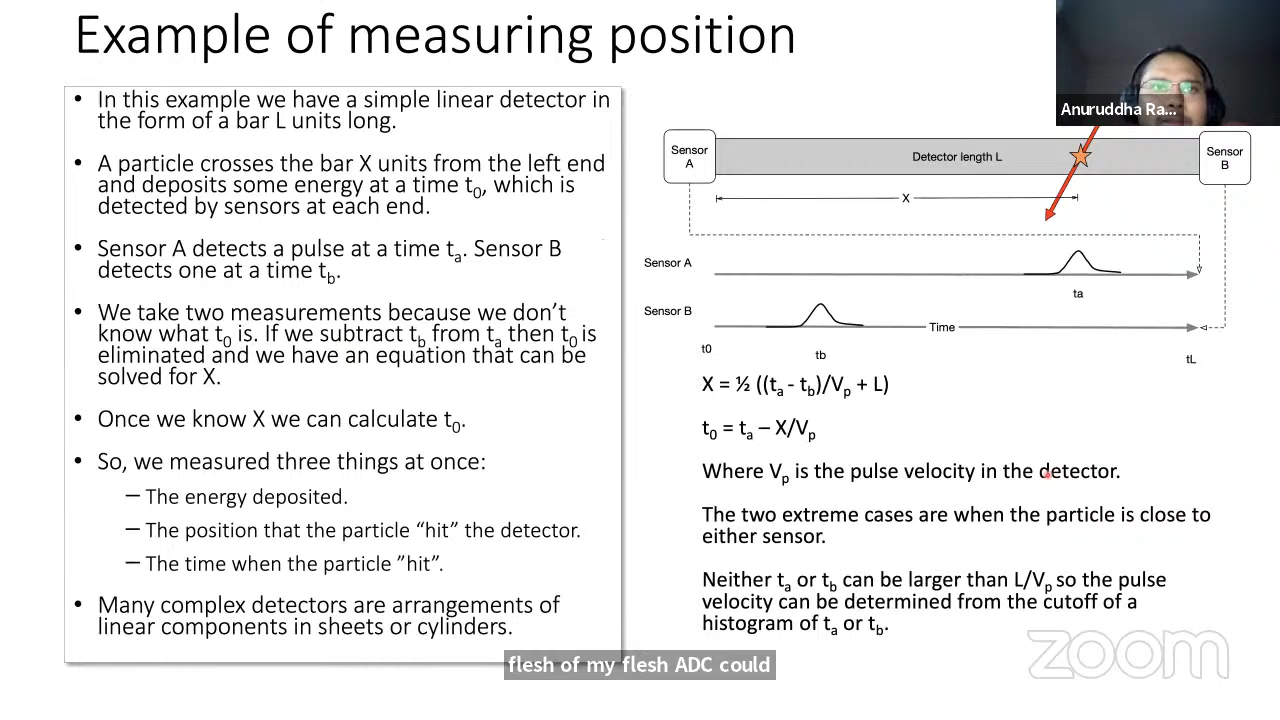 Example of measuring position
Anuruddha Ra...
• In this example we have a simple linear detector in
the form of a bar L units long.
• A particle crosses the bar X units from the left end
and deposits some energy at a time t₀, which is
detected by sensors at each end.
• Sensor A detects a pulse at a time tₐ. Sensor B
detects one at a time t_b.
• We take two measurements because we don’t
know what t₀ is. If we subtract t_b from tₐ then t₀ is
eliminated and we have an equation that can be
solved for X.
• Once we know X we can calculate t₀.
• So, we measured three things at once:
– The energy deposited.
– The position that the particle “hit” the detector.
– The time when the particle ”hit”.
• Many complex detectors are arrangements of
linear components in sheets or cylinders.
Sensor
A
Detector length L
Sensor
B
X
Sensor A
ta
Sensor B
Time
t0
tb
tL
X = ½ ((tₐ - t_b)/V_p + L)
t₀ = tₐ – X/V_p
Where V_p is the pulse velocity in the detector.
The two extreme cases are when the particle is close to
either sensor.
Neither tₐ or t_b can be larger than L/V_p so the pulse
velocity can be determined from the cutoff of a
histogram of tₐ or t_b.
zoom
flesh of my flesh ADC could